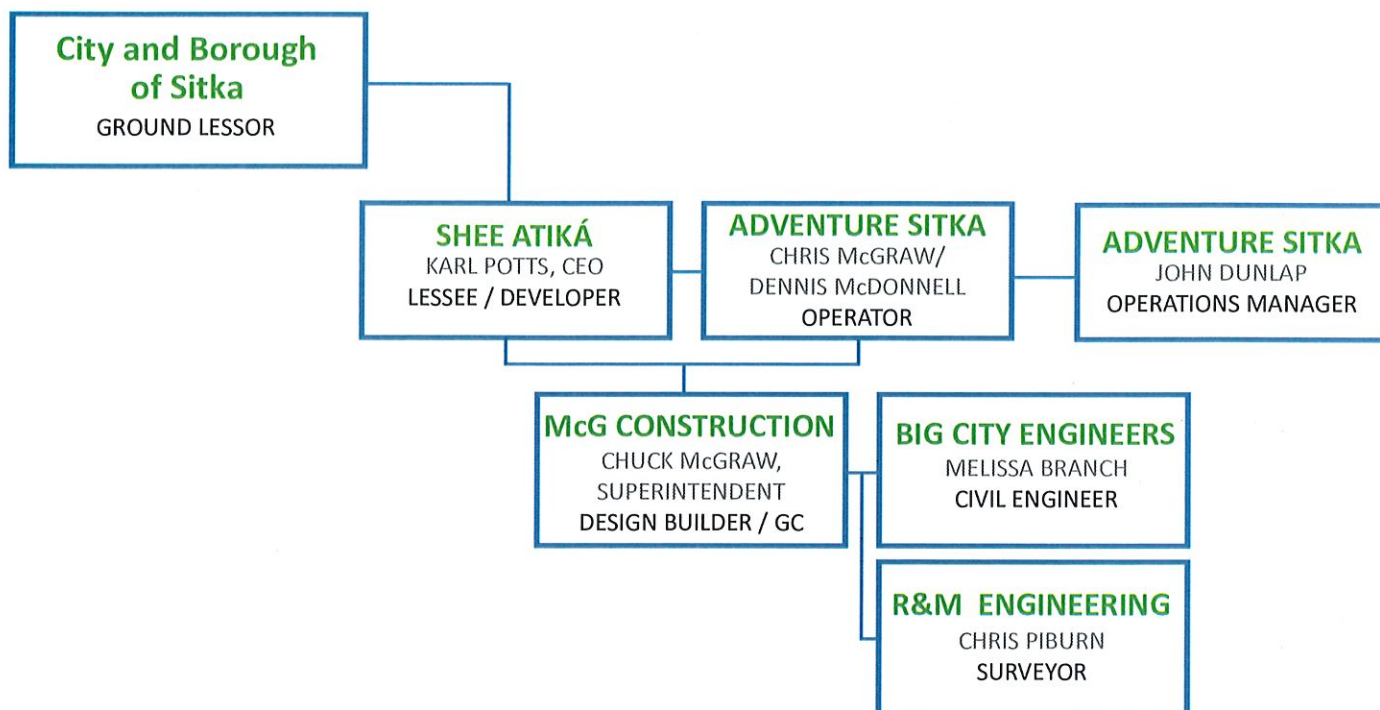 City and Borough
of Sitka
GROUND LESSOR
SHEE ATIKÁ
KARL POTTS, CEO
LESSEE / DEVELOPER
ADVENTURE SITKA
CHRIS McGRAW/
DENNIS McDONNELL
OPERATOR
ADVENTURE SITKA
JOHN DUNLAP
OPERATIONS MANAGER
McG CONSTRUCTION
CHUCK McGRAW,
SUPERINTENDENT
DESIGN BUILDER / GC
BIG CITY ENGINEERS
MELISSA BRANCH
CIVIL ENGINEER
R&M ENGINEERING
CHRIS PIBURN
SURVEYOR